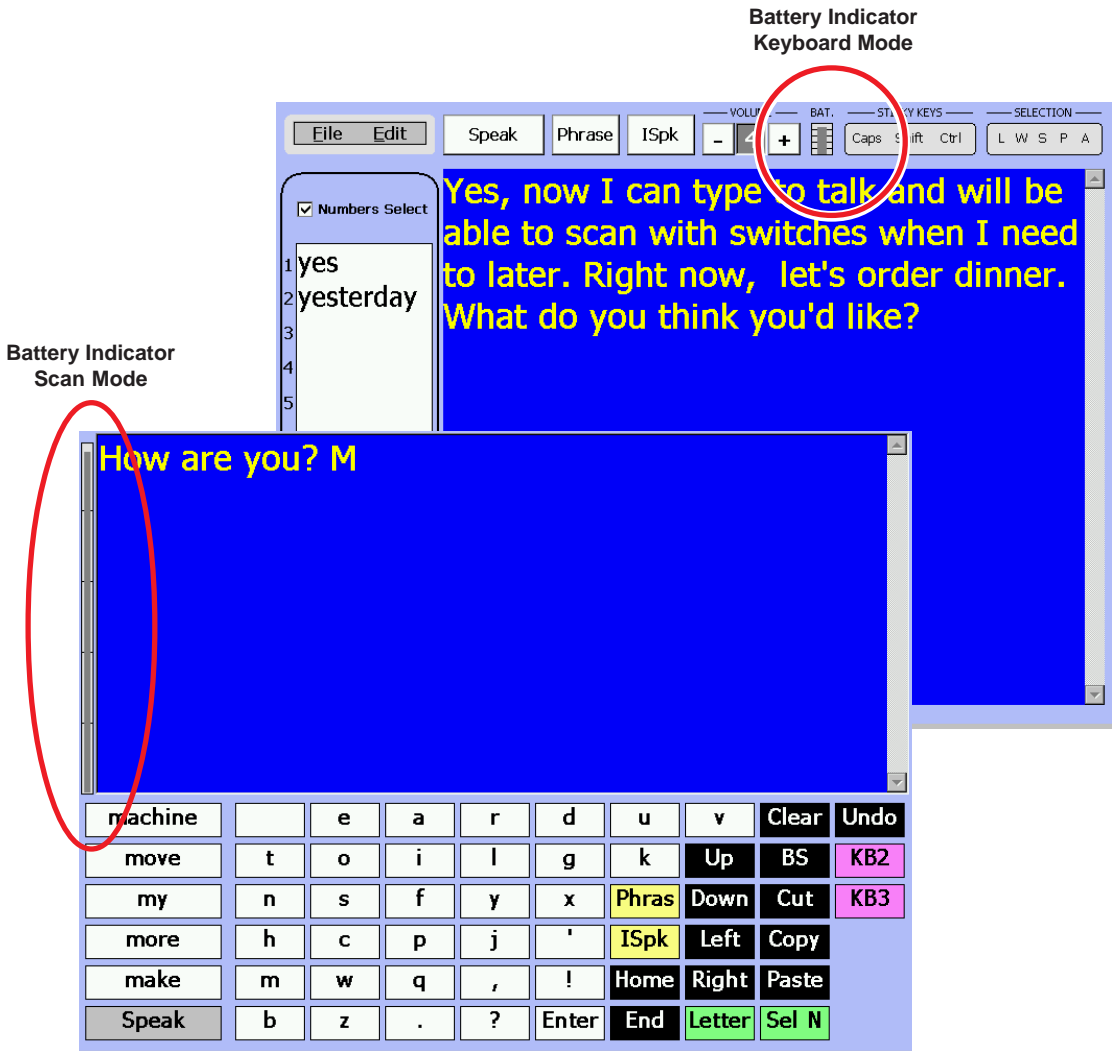 Battery Indicator
Keyboard Mode
VOLUME BAT. STICKY KEYS SELECTION
File Edit Speak Phrase ISpk - 4 + Caps Shift Ctrl L W S P A
Numbers Select
Yes, now I can type to talk and will be
able to scan with switches when I need
to later. Right now, let's order dinner.
What do you think you'd like?
1 yes
2 yesterday
3
4
5
Battery Indicator
Scan Mode
How are you? M
machine e a r d u v Clear Undo
move t o i l g k Up BS KB2
my n s f y x Phras Down Cut KB3
more h c p j ' ISpk Left Copy
make m w q , ! Home Right Paste
Speak b z . ? Enter End Letter Sel N